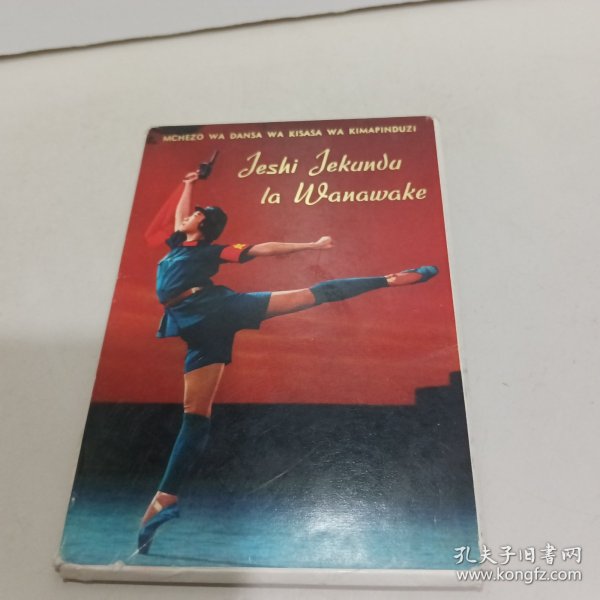 MCHEZO WA DANSA WA KISASA WA KIMAPINDUZI
Jeshi Jekundu
la Wanawake
孔夫子旧书网
www.kongfz.com